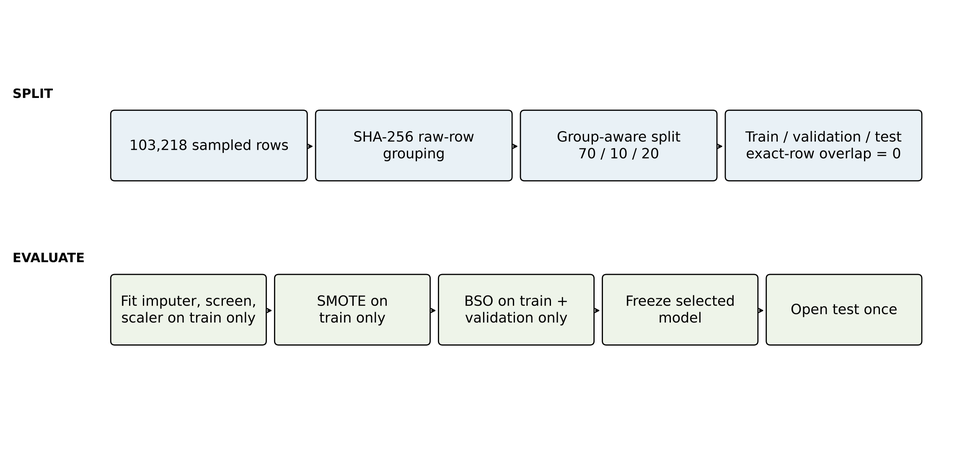 SPLIT
103,218 sampled rows
SHA-256 raw-row
grouping
Group-aware split
70 / 10 / 20
Train / validation / test
exact-row overlap = 0
EVALUATE
Fit imputer, screen,
scaler on train only
SMOTE on
train only
BSO on train +
validation only
Freeze selected
model
Open test once